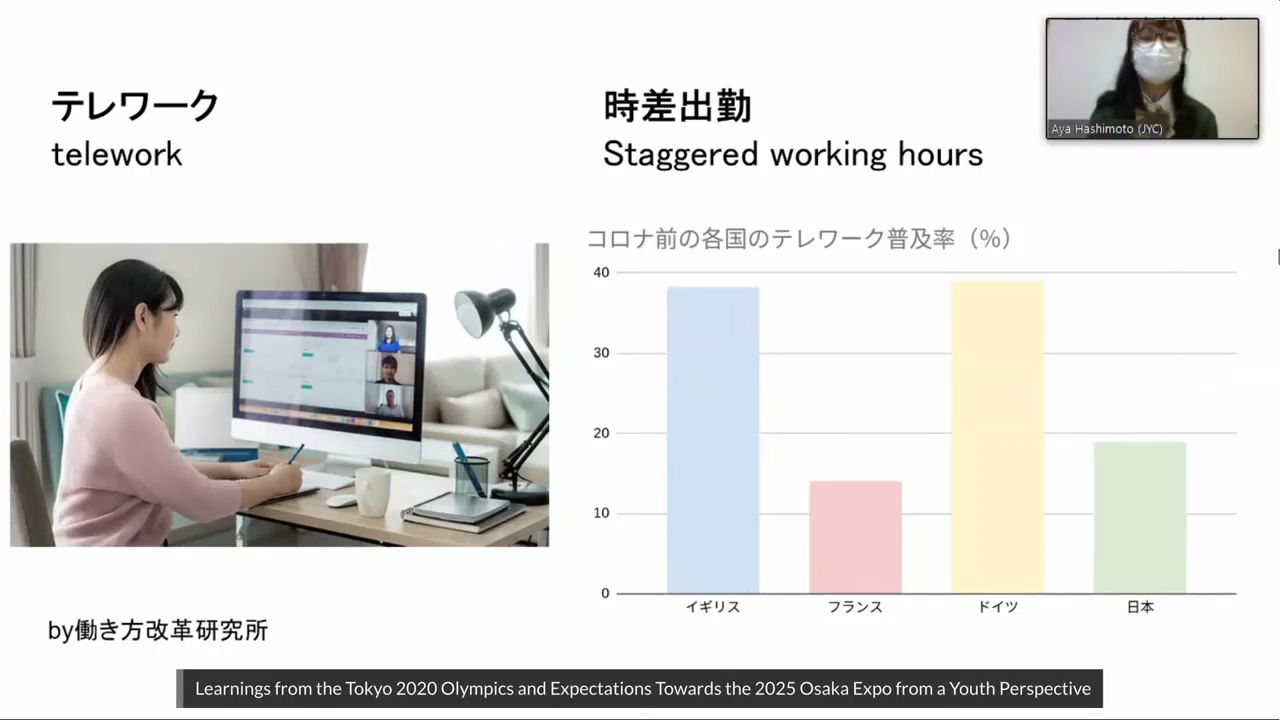 テレワーク
telework
時差出勤
Staggered working hours
Aya Hashimoto (JYC)
コロナ前の各国のテレワーク普及率（%）
40
30
20
10
0
イギリス
フランス
ドイツ
日本
by働き方改革研究所
Learnings from the Tokyo 2020 Olympics and Expectations Towards the 2025 Osaka Expo from a Youth Perspective